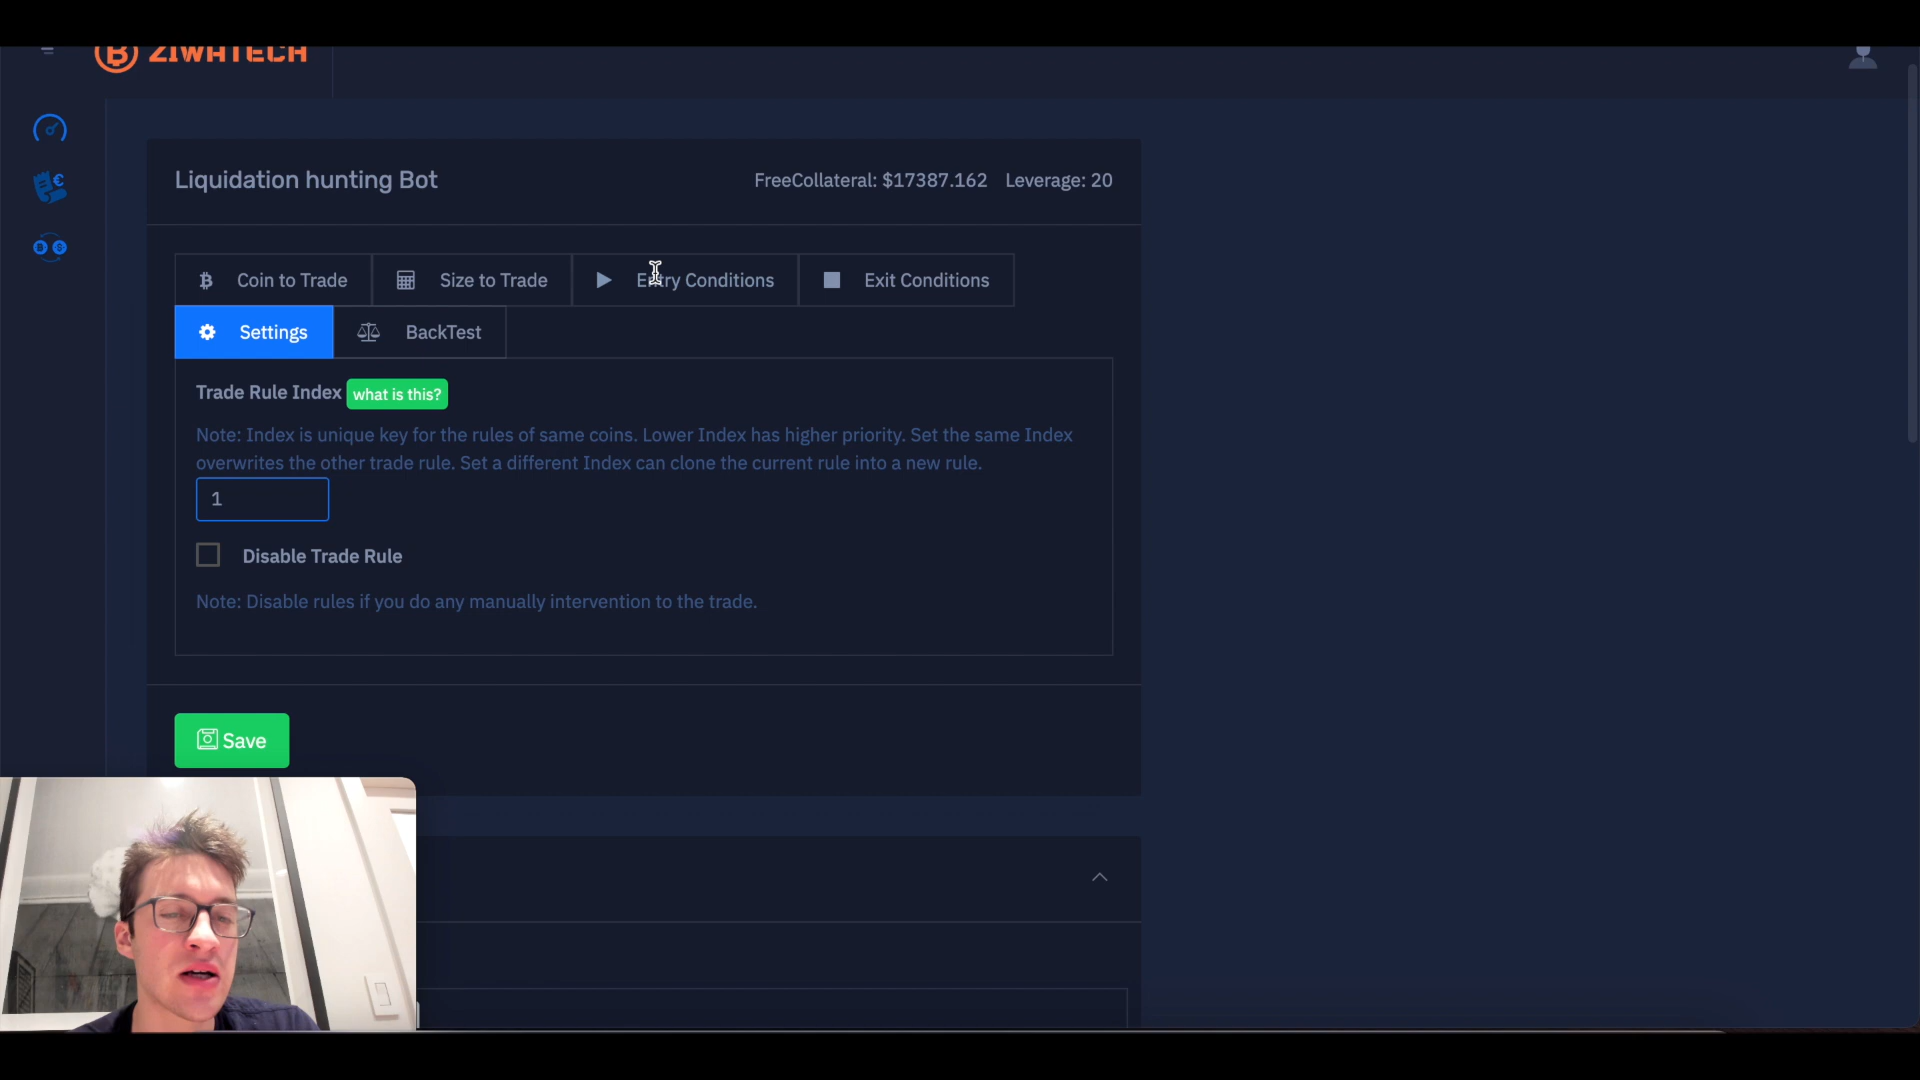 ZIWATECH
Liquidation hunting Bot
FreeCollateral: $17387.162 Leverage: 20
Coin to Trade
Size to Trade
Entry Conditions
Exit Conditions
Settings
BackTest
Trade Rule Index what is this?
Note: Index is unique key for the rules of same coins. Lower Index has higher priority. Set the same Index
overwrites the other trade rule. Set a different Index can clone the current rule into a new rule.
1
Disable Trade Rule
Note: Disable rules if you do any manually intervention to the trade.
Save